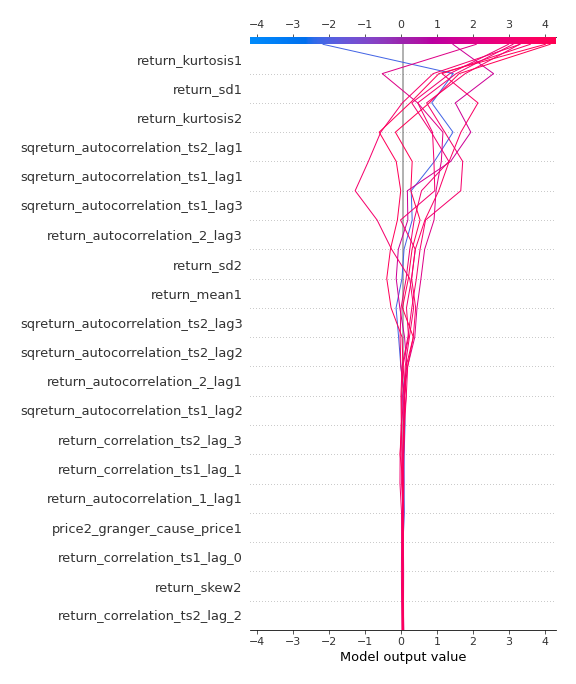 −4 −3 −2 −1 0 1 2 3 4
return_kurtosis1
return_sd1
return_kurtosis2
sqreturn_autocorrelation_ts2_lag1
sqreturn_autocorrelation_ts1_lag1
sqreturn_autocorrelation_ts1_lag3
return_autocorrelation_2_lag3
return_sd2
return_mean1
sqreturn_autocorrelation_ts2_lag3
sqreturn_autocorrelation_ts2_lag2
return_autocorrelation_2_lag1
sqreturn_autocorrelation_ts1_lag2
return_correlation_ts2_lag_3
return_correlation_ts1_lag_1
return_autocorrelation_1_lag1
price2_granger_cause_price1
return_correlation_ts1_lag_0
return_skew2
return_correlation_ts2_lag_2
−4 −3 −2 −1 0 1 2 3 4
Model output value